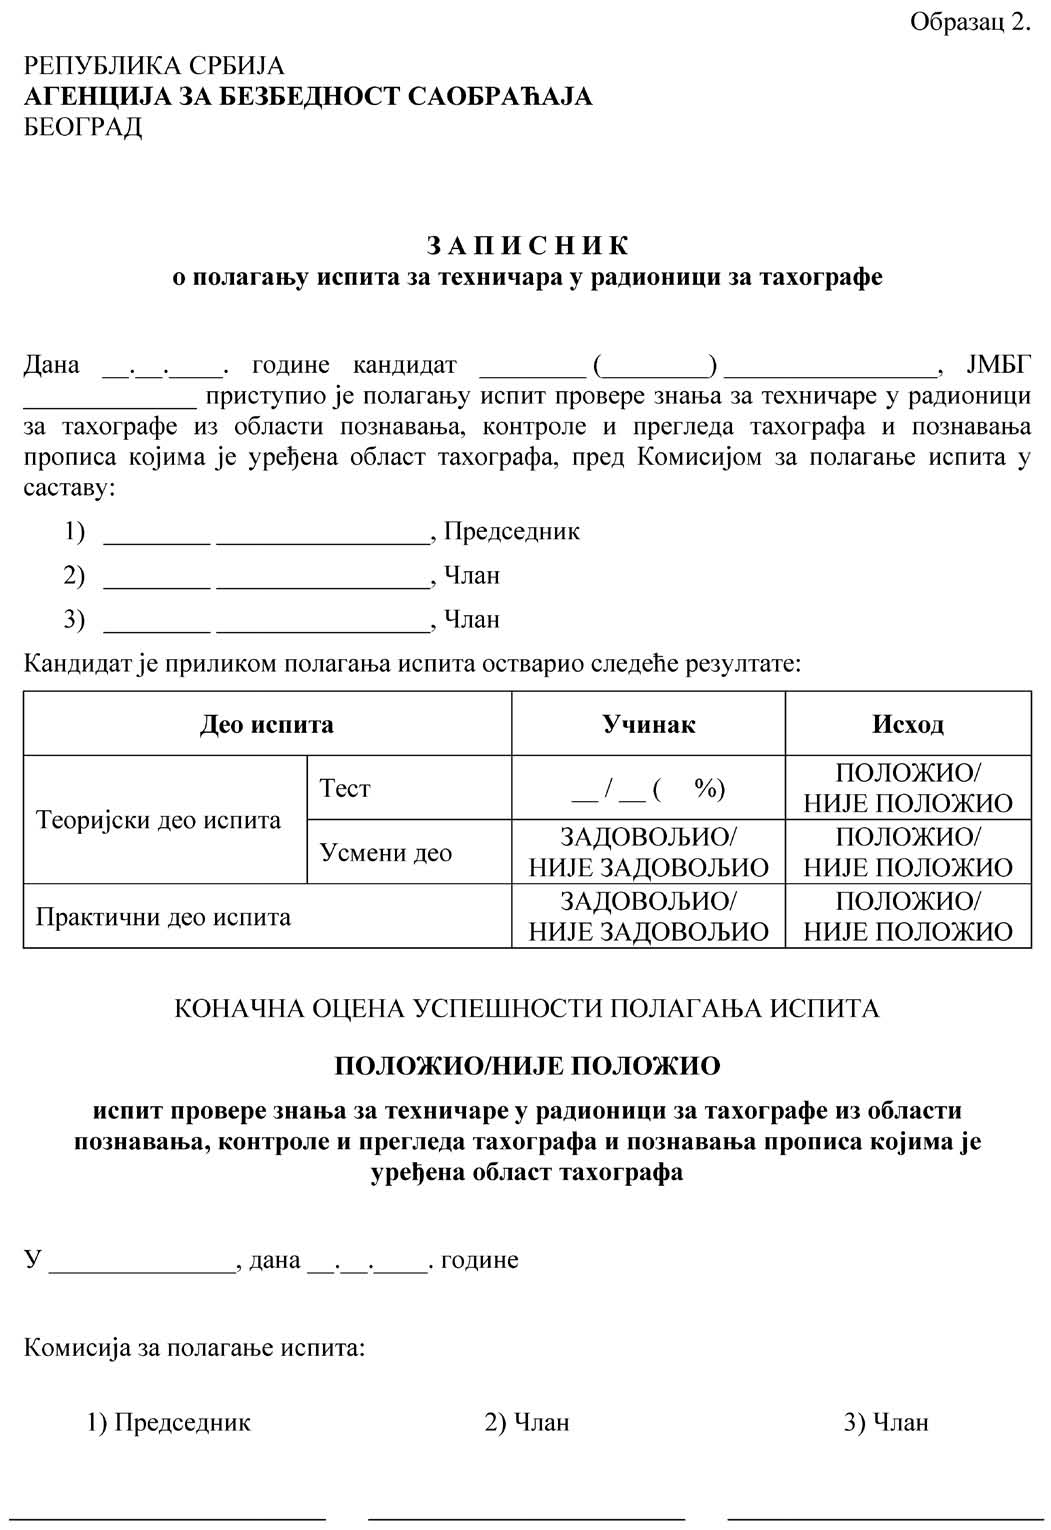 Образац 2.
РЕПУБЛИКА СРБИЈА
АГЕНЦИЈА ЗА БЕЗБЕДНОСТ САОБРАЋАЈА
БЕОГРАД
З А П И С Н И К
о полагању испита за техничара у радионици за тахографе
Дана __.__.____. године кандидат ________ (________) ________________, ЈМБГ
_____________ приступио је полагању испит провере знања за техничаре у радионици
за тахографе из области познавања, контроле и прегледа тахографа и познавања
прописа којима је уређена област тахографа, пред Комисијом за полагање испита у
саставу:
1) ________ ________________, Председник
2) ________ ________________, Члан
3) ________ ________________, Члан
Кандидат је приликом полагања испита остварио следеће резултате:
Део испита Учинак Исход
Теоријски део испита
Тест
__ / __ ( %)
ПОЛОЖИО/
НИЈЕ ПОЛОЖИО
Усмени део
ЗАДОВОЉИО/
НИЈЕ ЗАДОВОЉИО
ПОЛОЖИО/
НИЈЕ ПОЛОЖИО
Практични део испита
ЗАДОВОЉИО/
НИЈЕ ЗАДОВОЉИО
ПОЛОЖИО/
НИЈЕ ПОЛОЖИО
КОНАЧНА ОЦЕНА УСПЕШНОСТИ ПОЛАГАЊА ИСПИТА
ПОЛОЖИО/НИЈЕ ПОЛОЖИО
испит провере знања за техничаре у радионици за тахографе из области
познавања, контроле и прегледа тахографа и познавања прописа којима је
уређена област тахографа
У ______________, дана __.__.____. године
Комисија за полагање испита:
1) Председник 2) Члан 3) Члан